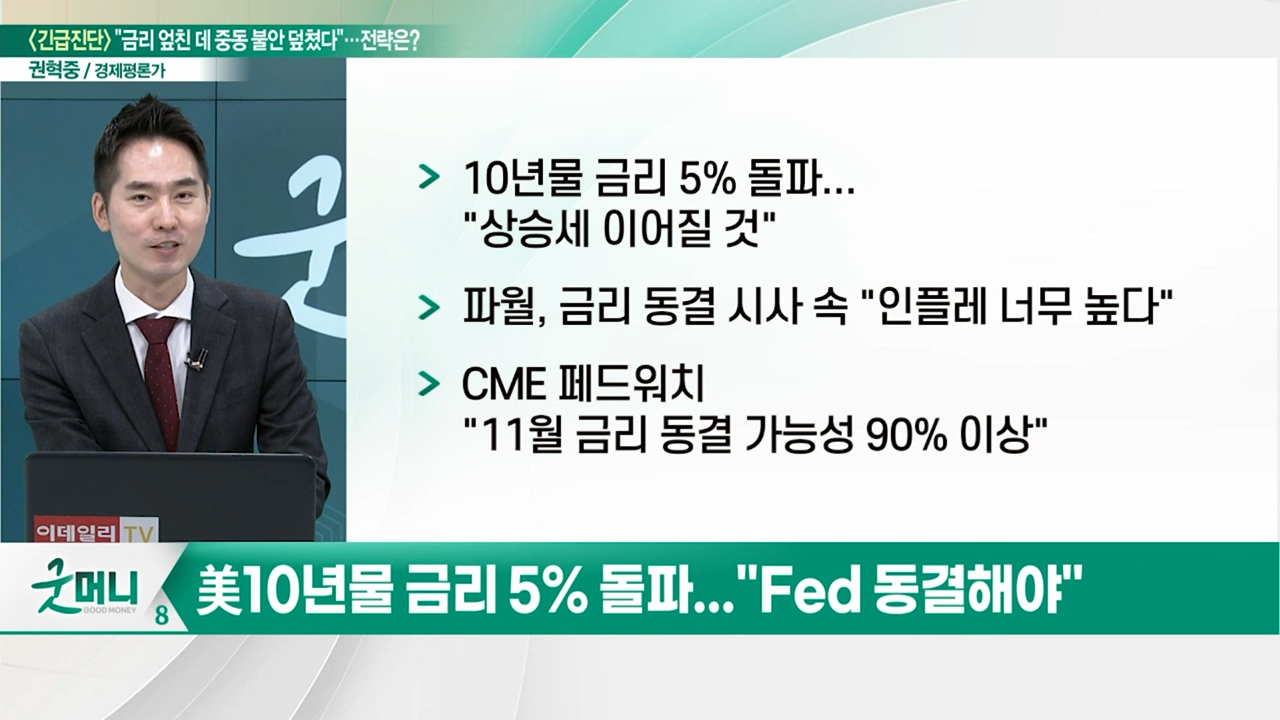 <긴급진단> "금리 엎친 데 중동 불안 덮쳤다"…전략은?
권혁중 / 경제평론가
굿
> 10년물 금리 5% 돌파...
"상승세 이어질 것"
> 파월, 금리 동결 시사 속 "인플레 너무 높다"
> CME 페드워치
"11월 금리 동결 가능성 90% 이상"
이데일리 TV
굿머니
GOOD MONEY
8
美10년물 금리 5% 돌파..."Fed 동결해야"